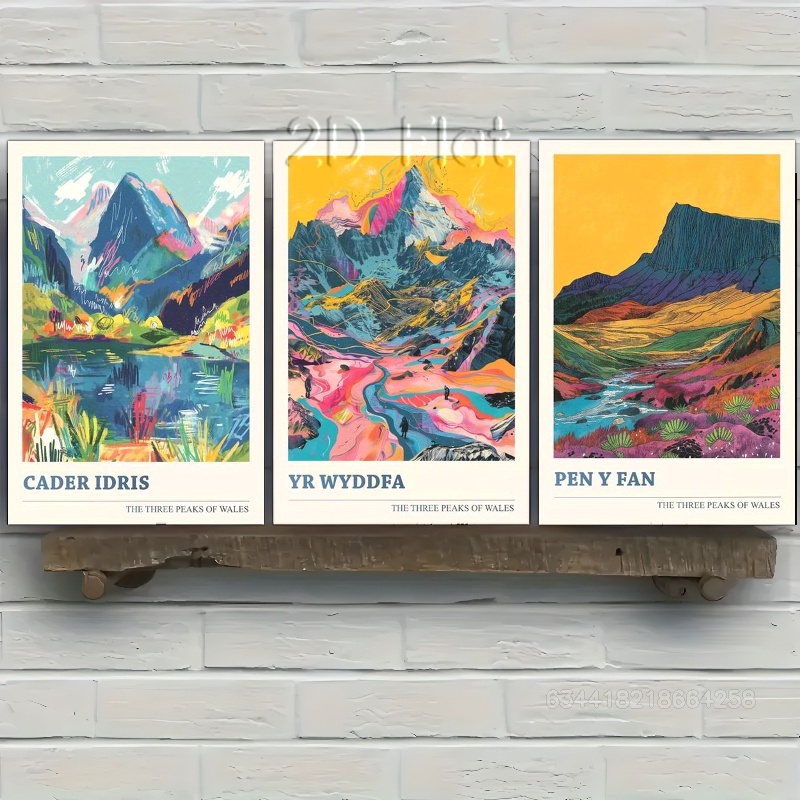 2D Flat
CADER IDRIS
THE THREE PEAKS OF WALES
YR WYDDFA
THE THREE PEAKS OF WALES
PEN Y FAN
THE THREE PEAKS OF WALES
634418218664258